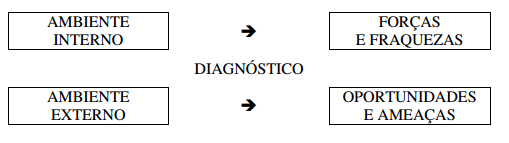 AMBIENTE
INTERNO
➔
FORÇAS
E FRAQUEZAS
DIAGNÓSTICO
AMBIENTE
EXTERNO
➔
OPORTUNIDADES
E AMEAÇAS